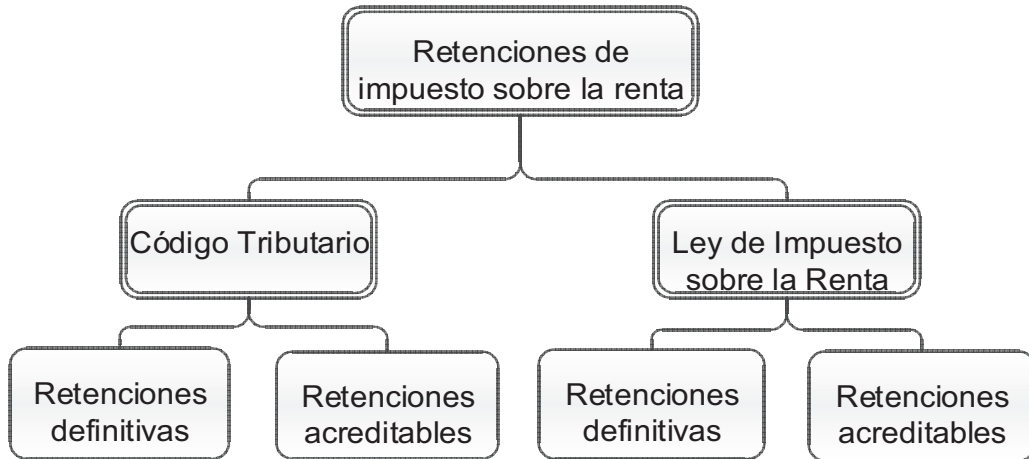 Retenciones de
impuesto sobre la renta
Código Tributario
Ley de Impuesto
sobre la Renta
Retenciones
definitivas
Retenciones
acreditables
Retenciones
definitivas
Retenciones
acreditables